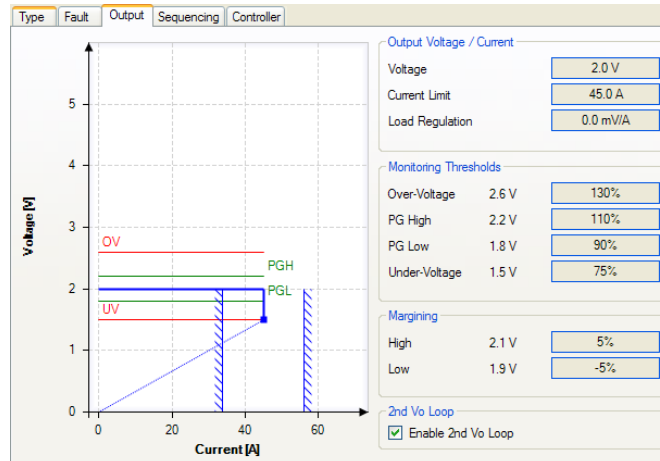 Type Fault Output Sequencing Controller
5
4
3
2
1
0
Voltage [V]
OV
PGH
PGL
UV
0 20 40 60
Current [A]
Output Voltage / Current
Voltage 2.0 V
Current Limit 45.0 A
Load Regulation 0.0 mV/A
Monitoring Thresholds
Over-Voltage 2.6 V 130%
PG High 2.2 V 110%
PG Low 1.8 V 90%
Under-Voltage 1.5 V 75%
Margining
High 2.1 V 5%
Low 1.9 V -5%
2nd Vo Loop
Enable 2nd Vo Loop